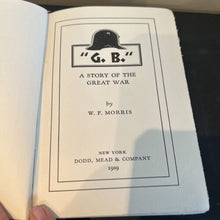 "G. B."
A STORY OF THE
GREAT WAR
by
W. F. MORRIS
NEW YORK
DODD, MEAD & COMPANY
1929